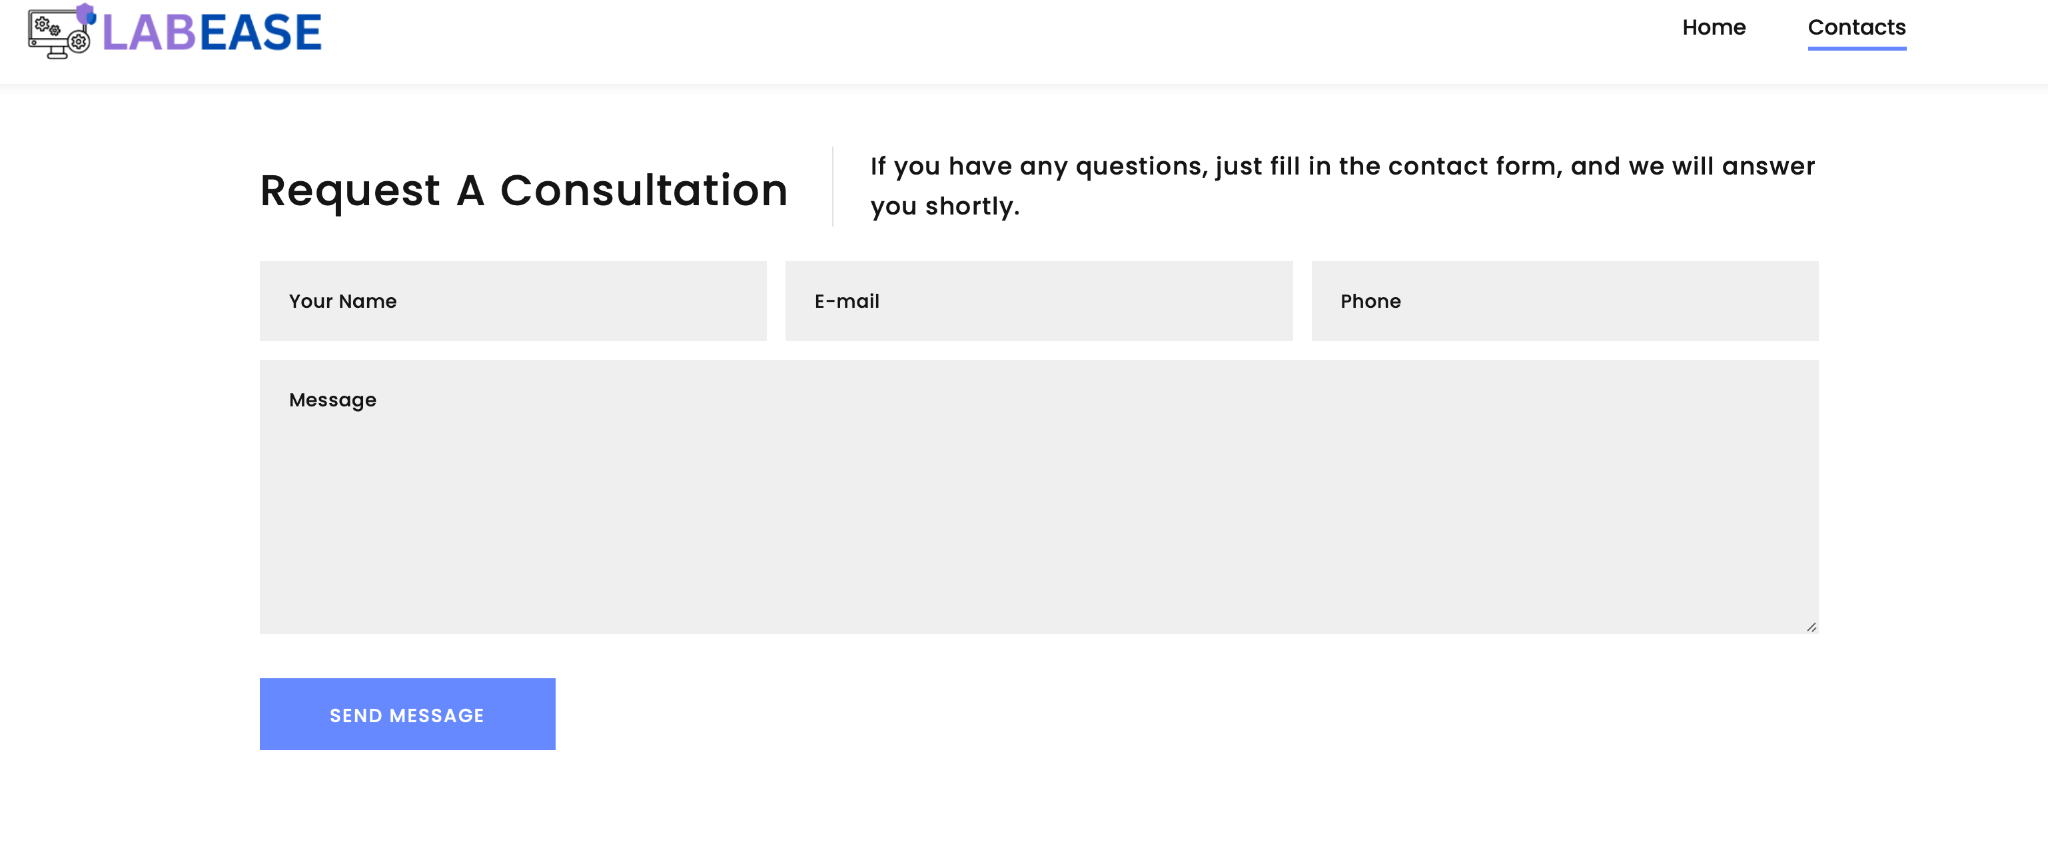 LABEASE
Home
Contacts
Request A Consultation
If you have any questions, just fill in the contact form, and we will answer
you shortly.
Your Name
E-mail
Phone
Message
SEND MESSAGE